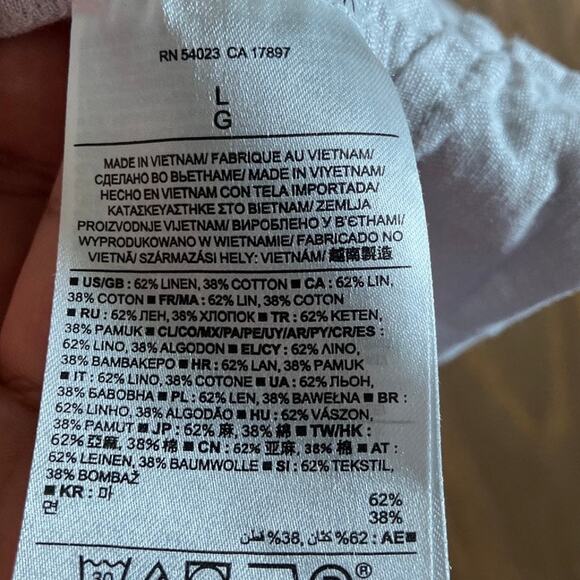 RN 54023 CA 17897
L
G
MADE IN VIETNAM/ FABRIQUE AU VIETNAM/
СДЕЛАНО ВО ВЬЕТНАМЕ/ MADE IN VIYETNAM/
HECHO EN VIETNAM CON TELA IMPORTADA/
ΚΑΤΑΣΚΕΥΑΣΤΗΚΕ ΣΤΟ ΒΙΕΤΝΑΜ/ ZEMLJA
PROIZVODNJE VIJETNAM/ ВИРОБЛЕНО У В'ЄТНАМІ/
WYPRODUKOWANO W WIETNAMIE/ FABRICADO NO
VIETNÃ/ SZÁRMAZÁSI HELY: VIETNÁM/ 越南製造
■ US/GB : 62% LINEN, 38% COTTON ■ CA : 62% LIN,
38% COTON ■ FR/MA : 62% LIN, 38% COTON
■ RU : 62% ЛЕН, 38% ХЛОПОК ■ TR : 62% KETEN,
38% PAMUK ■ CL/CO/MX/PA/PE/UY/AR/PY/CR/ES :
62% LINO, 38% ALGODON ■ EL/CY : 62% ΛΙΝΟ,
38% ΒΑΜΒΑΚΕΡΟ ■ HR : 62% LAN, 38% PAMUK
■ IT : 62% LINO, 38% COTONE ■ UA : 62% ЛЬОН,
38% БАВОВНА ■ PL : 62% LEN, 38% BAWEŁNA ■ BR :
62% LINHO, 38% ALGODÃO ■ HU : 62% VÁSZON,
38% PAMUT ■ JP : 62% 麻, 38% 綿 ■ TW/HK :
62% 亞麻, 38% 棉 ■ CN : 62% 亚麻, 38% 棉 ■ AT :
62% LEINEN, 38% BAUMWOLLE ■ SI : 62% TEKSTIL,
38% BOMBAŽ
■ KR : 마 62%
면 38%
■ AE : 62% كتان, 38% قطن
30